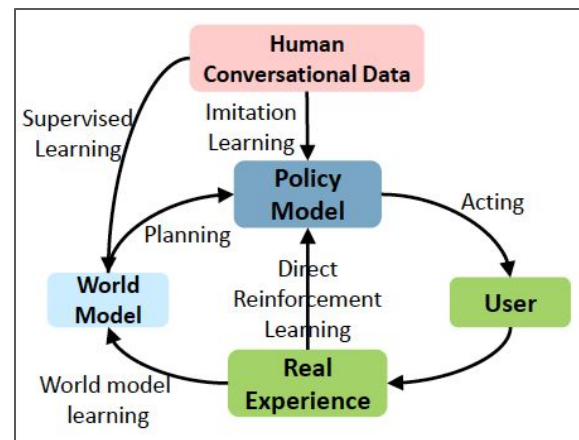 Human
Conversational Data
Supervised
Learning
Imitation
Learning
Policy
Model
Acting
Planning
World
Model
Direct
Reinforcement
Learning
User
World model
learning
Real
Experience